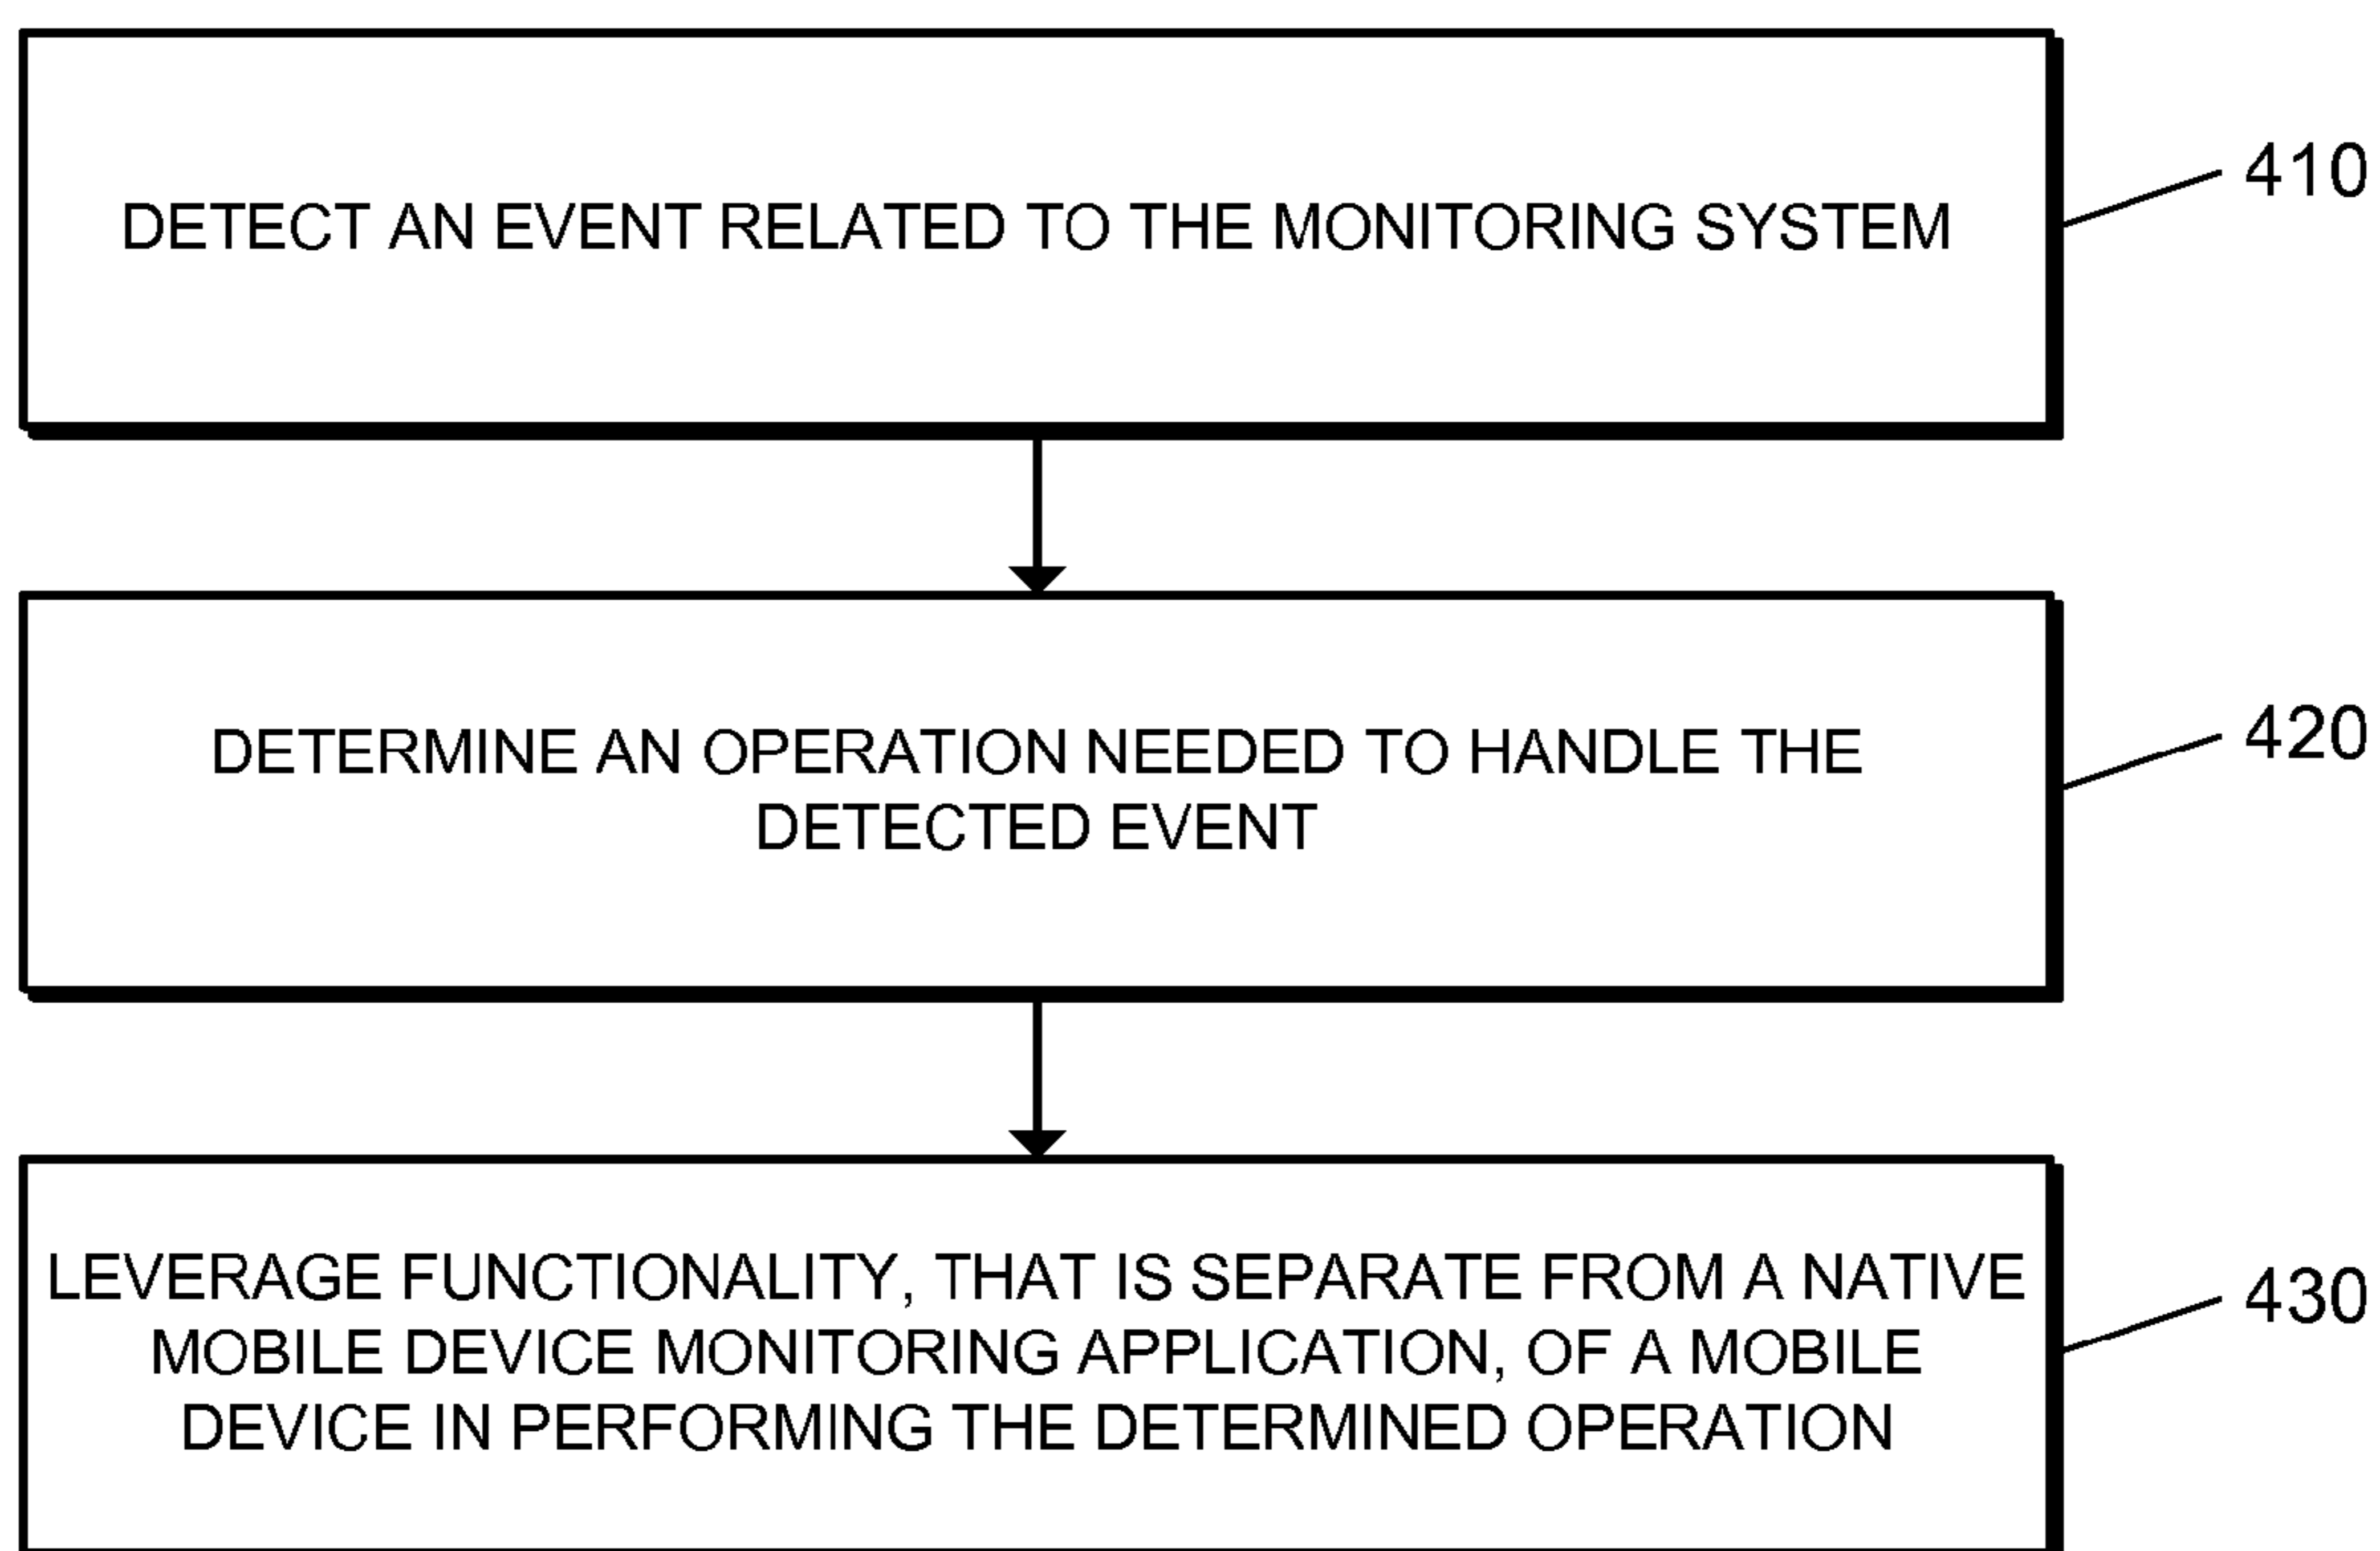 DETECT AN EVENT RELATED TO THE MONITORING SYSTEM
410
DETERMINE AN OPERATION NEEDED TO HANDLE THE
DETECTED EVENT
420
LEVERAGE FUNCTIONALITY, THAT IS SEPARATE FROM A NATIVE
MOBILE DEVICE MONITORING APPLICATION, OF A MOBILE
DEVICE IN PERFORMING THE DETERMINED OPERATION
430